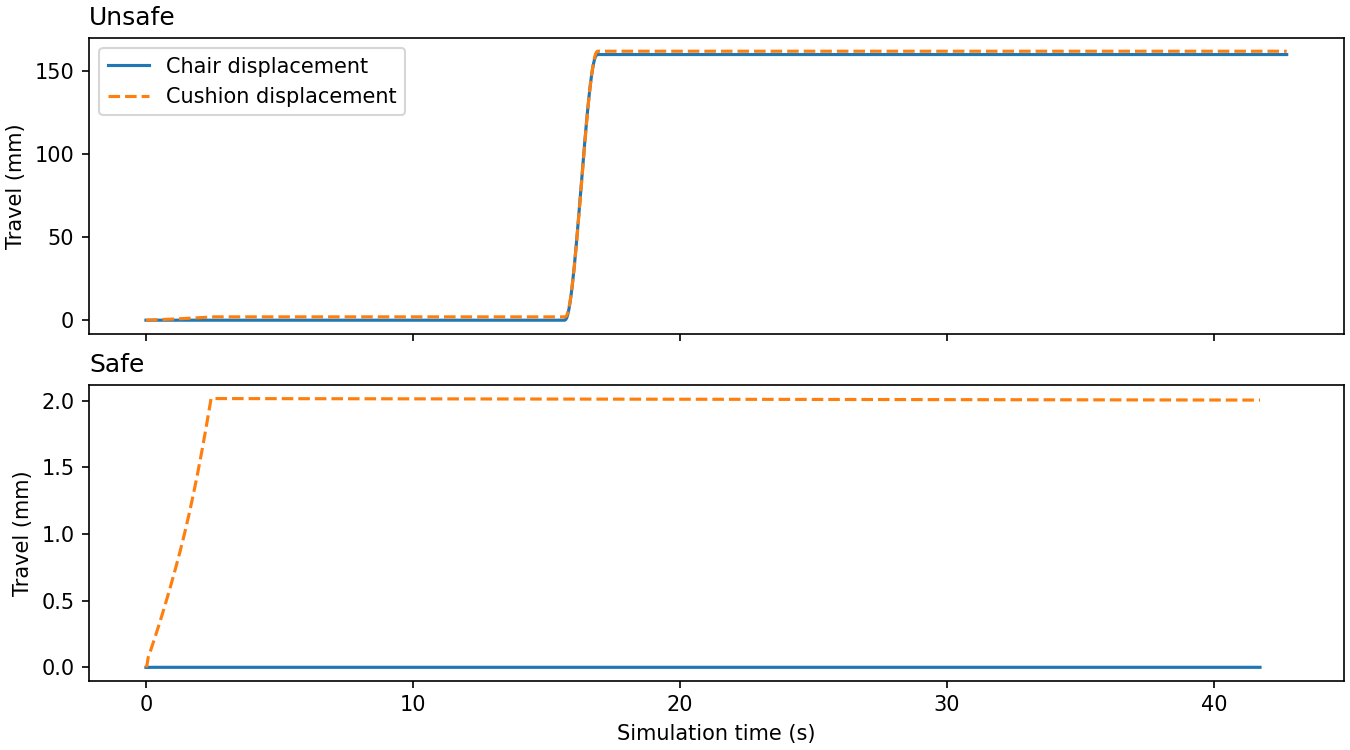 Unsafe
Chair displacement
Cushion displacement
150
100
50
0
Travel (mm)
Safe
2.0
1.5
1.0
0.5
0.0
Travel (mm)
0 10 20 30 40
Simulation time (s)